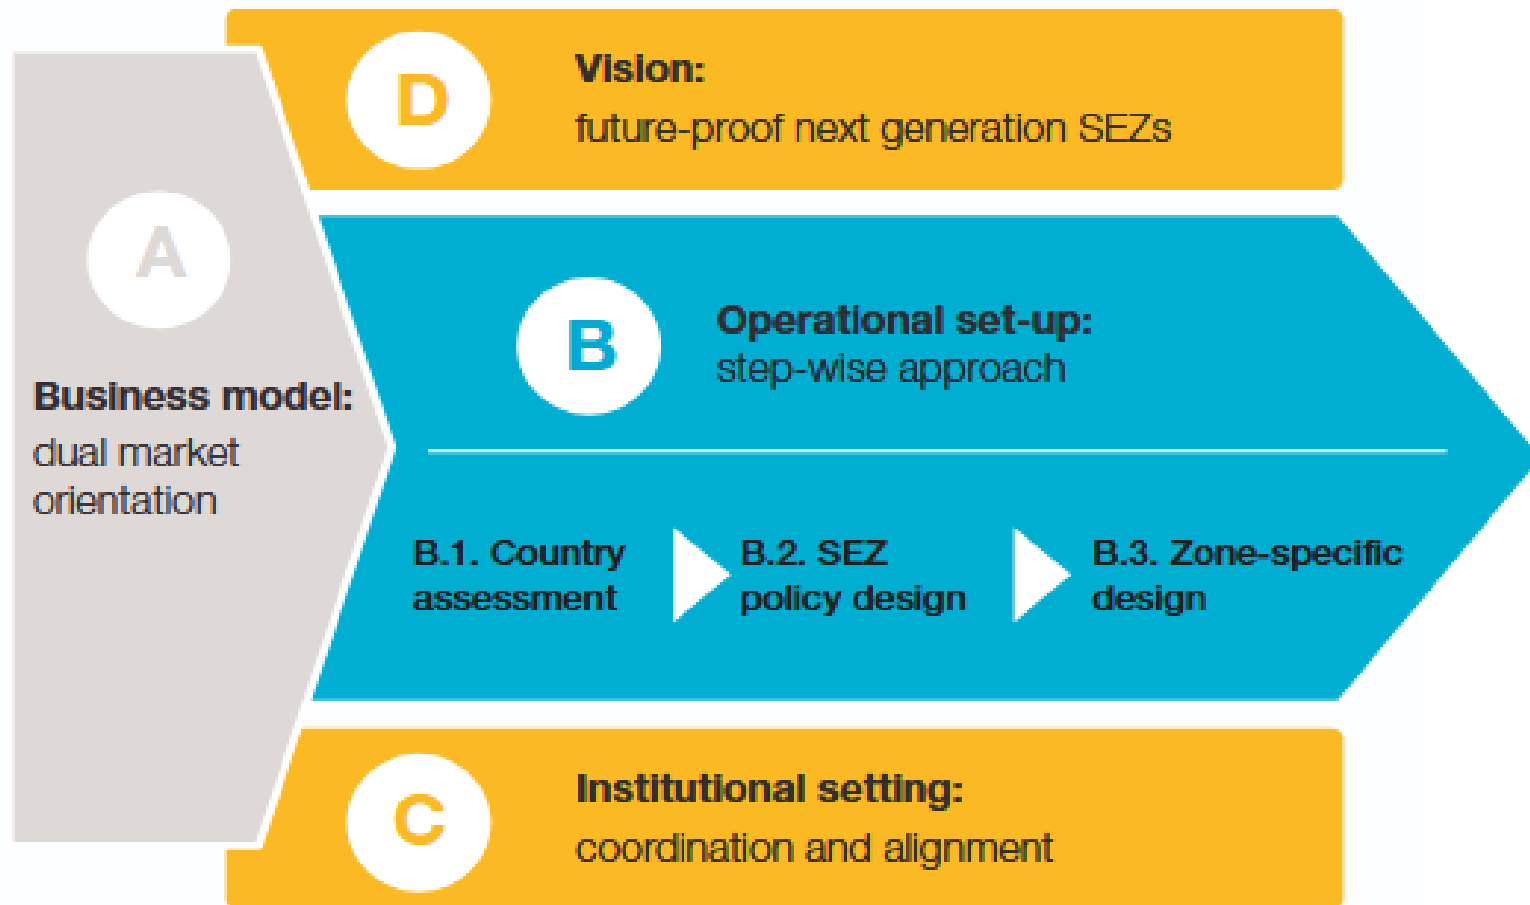 D
Vision:
future-proof next generation SEZs
A
Business model:
dual market
orientation
B
Operational set-up:
step-wise approach
B.1. Country
assessment
B.2. SEZ
policy design
B.3. Zone-specific
design
C
Institutional setting:
coordination and alignment